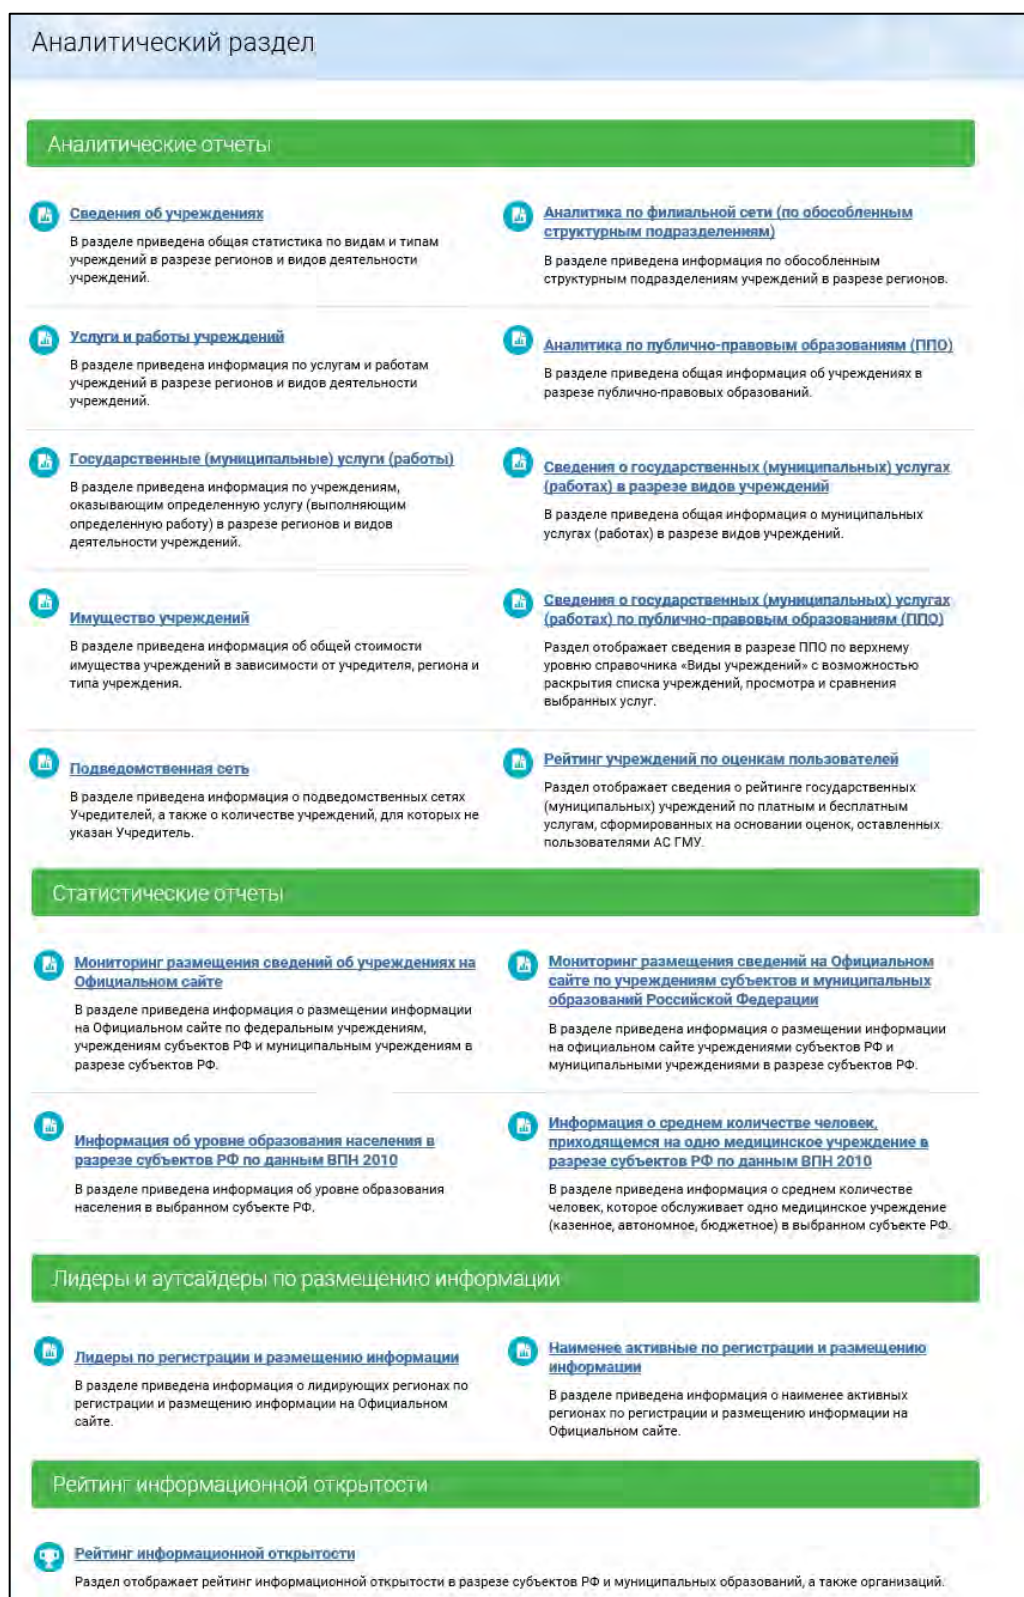 Аналитический раздел
Аналитические отчеты
Сведения об учреждениях
В разделе приведена общая статистика по видам и типам
учреждений в разрезе регионов и видов деятельности
учреждений.
Аналитика по филиальной сети (по обособленным
структурным подразделениям)
В разделе приведена информация по обособленным
структурным подразделениям учреждений в разрезе регионов.
Услуги и работы учреждений
В разделе приведена информация по услугам и работам
учреждений в разрезе регионов и видов деятельности
учреждений.
Аналитика по публично-правовым образованиям (ППО)
В разделе приведена общая информация об учреждениях в
разрезе публично-правовых образований.
Государственные (муниципальные) услуги (работы)
В разделе приведена информация по учреждениям,
оказывающим определенную услугу (выполняющим
определенную работу) в разрезе регионов и видов
деятельности учреждений.
Сведения о государственных (муниципальных) услугах
(работах) в разрезе видов учреждений
В разделе приведена общая информация о муниципальных
услугах (работах) в разрезе видов учреждений.
Имущество учреждений
В разделе приведена информация об общей стоимости
имущества учреждений в зависимости от учредителя, региона и
типа учреждения.
Сведения о государственных (муниципальных) услугах
(работах) по публично-правовым образованиям (ППО)
Раздел отображает сведения в разрезе ППО по верхнему
уровню справочника «Виды учреждений» с возможностью
раскрытия списка учреждений, просмотра и сравнения
выбранных услуг.
Подведомственная сеть
В разделе приведена информация о подведомственных сетях
Учредителей, а также о количестве учреждений, для которых не
указан Учредитель.
Рейтинг учреждений по оценкам пользователей
Раздел отображает сведения о рейтинге государственных
(муниципальных) учреждений по платным и бесплатным
услугам, сформированных на основании оценок, оставленных
пользователями АС ГМУ.
Статистические отчеты
Мониторинг размещения сведений об учреждениях на
Официальном сайте
В разделе приведена информация о размещении информации
на Официальном сайте по федеральным учреждениям,
учреждениям субъектов РФ и муниципальным учреждениям в
разрезе субъектов РФ.
Мониторинг размещения сведений на Официальном
сайте по учреждениям субъектов и муниципальных
образований Российской Федерации
В разделе приведена информация о размещении информации
на официальном сайте учреждениями субъектов РФ и
муниципальными учреждениями в разрезе субъектов РФ.
Информация об уровне образования населения в
разрезе субъектов РФ по данным ВПН 2010
В разделе приведена информация об уровне образования
населения в выбранном субъекте РФ.
Информация о среднем количестве человек,
приходящемся на одно медицинское учреждение в
разрезе субъектов РФ по данным ВПН 2010
В разделе приведена информация о среднем количестве
человек, которое обслуживает одно медицинское учреждение
(казенное, автономное, бюджетное) в выбранном субъекте РФ.
Лидеры и аутсайдеры по размещению информации
Лидеры по регистрации и размещению информации
В разделе приведена информация о лидирующих регионах по
регистрации и размещению информации на Официальном
сайте.
Наименее активные по регистрации и размещению
информации
В разделе приведена информация о наименее активных
регионах по регистрации и размещению информации на
Официальном сайте.
Рейтинг информационной открытости
Рейтинг информационной открытости
Раздел отображает рейтинг информационной открытости в разрезе субъектов РФ и муниципальных образований, а также организаций.